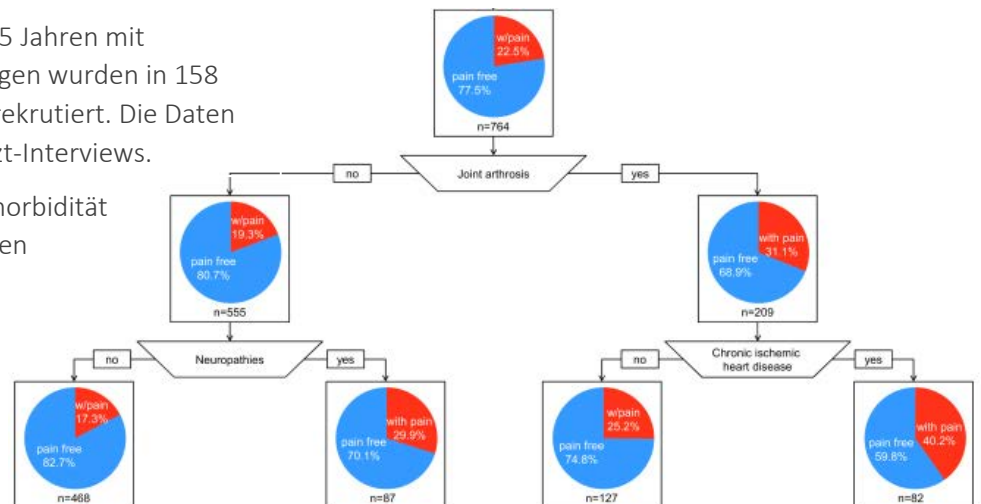 5 Jahren mit
gen wurden in 158
rekrutiert. Die Daten
zt-Interviews.
morbidität
en
w/pain
22.5%
pain free
77.5%
n=764
no
Joint arthrosis
yes
w/pain
19.3%
pain free
80.7%
n=555
with pain
31.1%
pain free
68.9%
n=209
no
Neuropathies
yes
no
Chronic ischemic
heart disease
yes
w/pain
17.3%
pain free
82.7%
n=468
with pain
29.9%
pain free
70.1%
n=87
w/pain
25.2%
pain free
74.8%
n=127
with pain
40.2%
pain free
59.8%
n=82